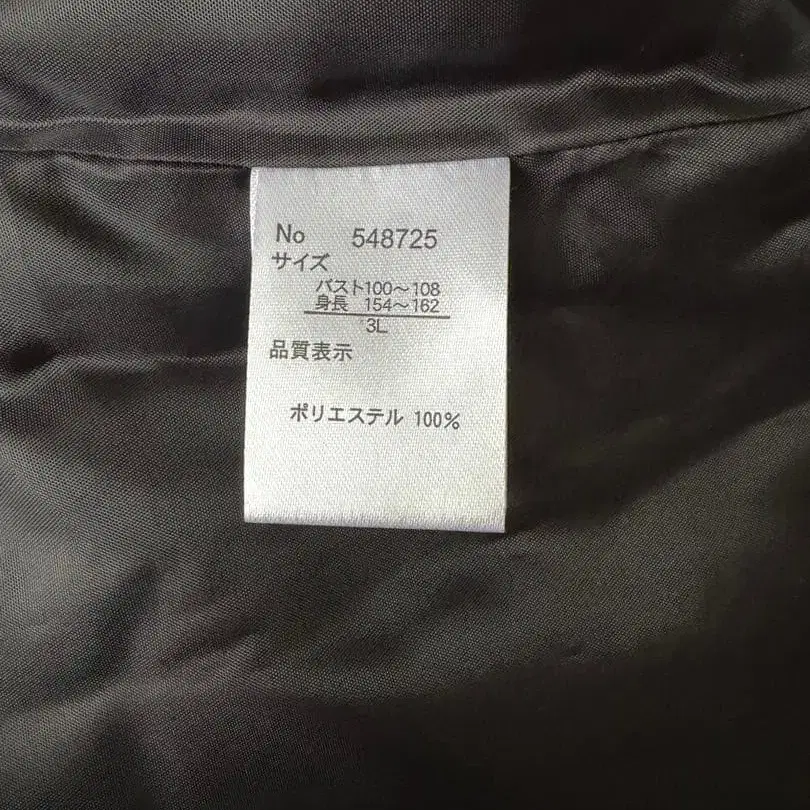 No 548725
サイズ
バスト100～108
身長 154～162
3L
品質表示
ポリエステル 100%